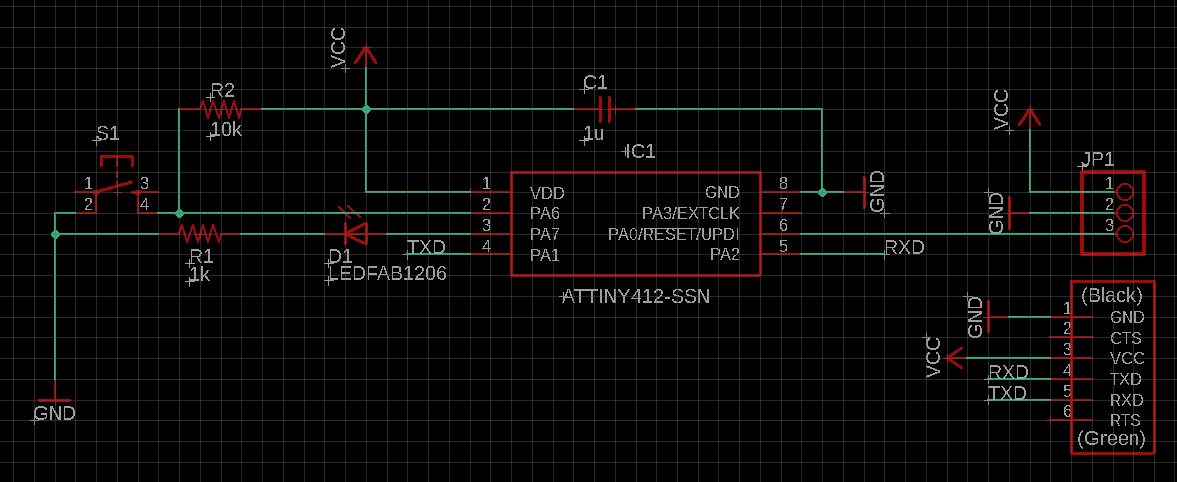 VCC
R2
10k
C1
1u
S1
1
2
3
4
IC1
1
2
3
4
VDD
PA6
PA7
PA1
GND
PA3/EXTCLK
PA0/RESET/UPDI
PA2
8
7
6
5
GND
ATTINY412-SSN
TXD
RXD
R1
1k
D1
LEDFAB1206
GND
VCC
GND
JP1
1
2
3
(Black)
1 GND
2 CTS
3 VCC
4 TXD
5 RXD
6 RTS
(Green)
GND
VCC
RXD
TXD